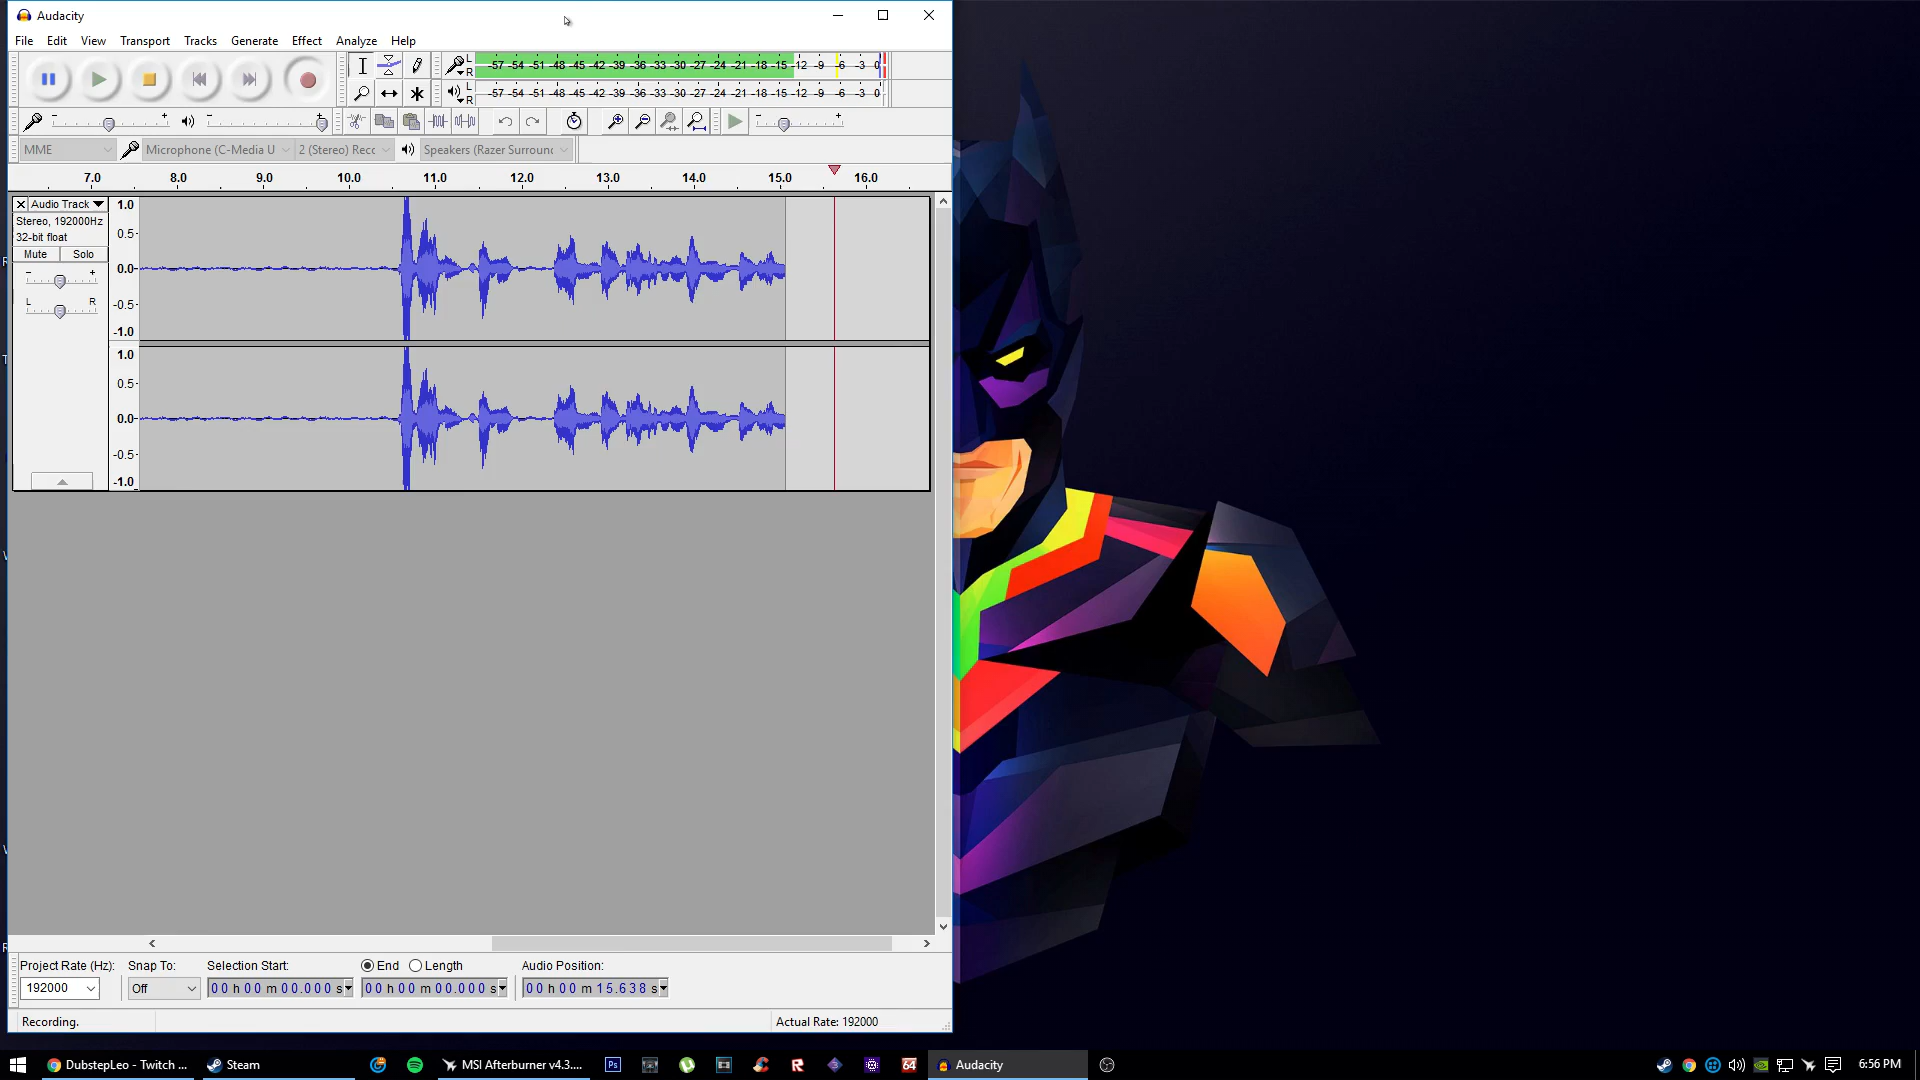 Audacity
File Edit View Transport Tracks Generate Effect Analyze Help
L
R
-57 -54 -51 -48 -45 -42 -39 -36 -33 -30 -27 -24 -21 -18 -15 -12 -9 -6 -3 0
L
R
-57 -54 -51 -48 -45 -42 -39 -36 -33 -30 -27 -24 -21 -18 -15 -12 -9 -6 -3 0
MME Microphone (C-Media U 2 (Stereo) Recc Speakers (Razer Surround
7.0 8.0 9.0 10.0 11.0 12.0 13.0 14.0 15.0 16.0
Audio Track
Stereo, 192000Hz
32-bit float
Mute Solo
- +
L R
1.0
0.5-
0.0-
-0.5-
-1.0
1.0
0.5-
0.0-
-0.5-
-1.0
Project Rate (Hz): Snap To: Selection Start: End Length Audio Position:
192000 Off 00 h 00 m 00.000 s 00 h 00 m 00.000 s 00 h 00 m 15.638 s
Recording. Actual Rate: 192000
DubstepLeo - Twitch ... Steam MSI Afterburner v4.3.... Ps R 64 Audacity 6:56 PM